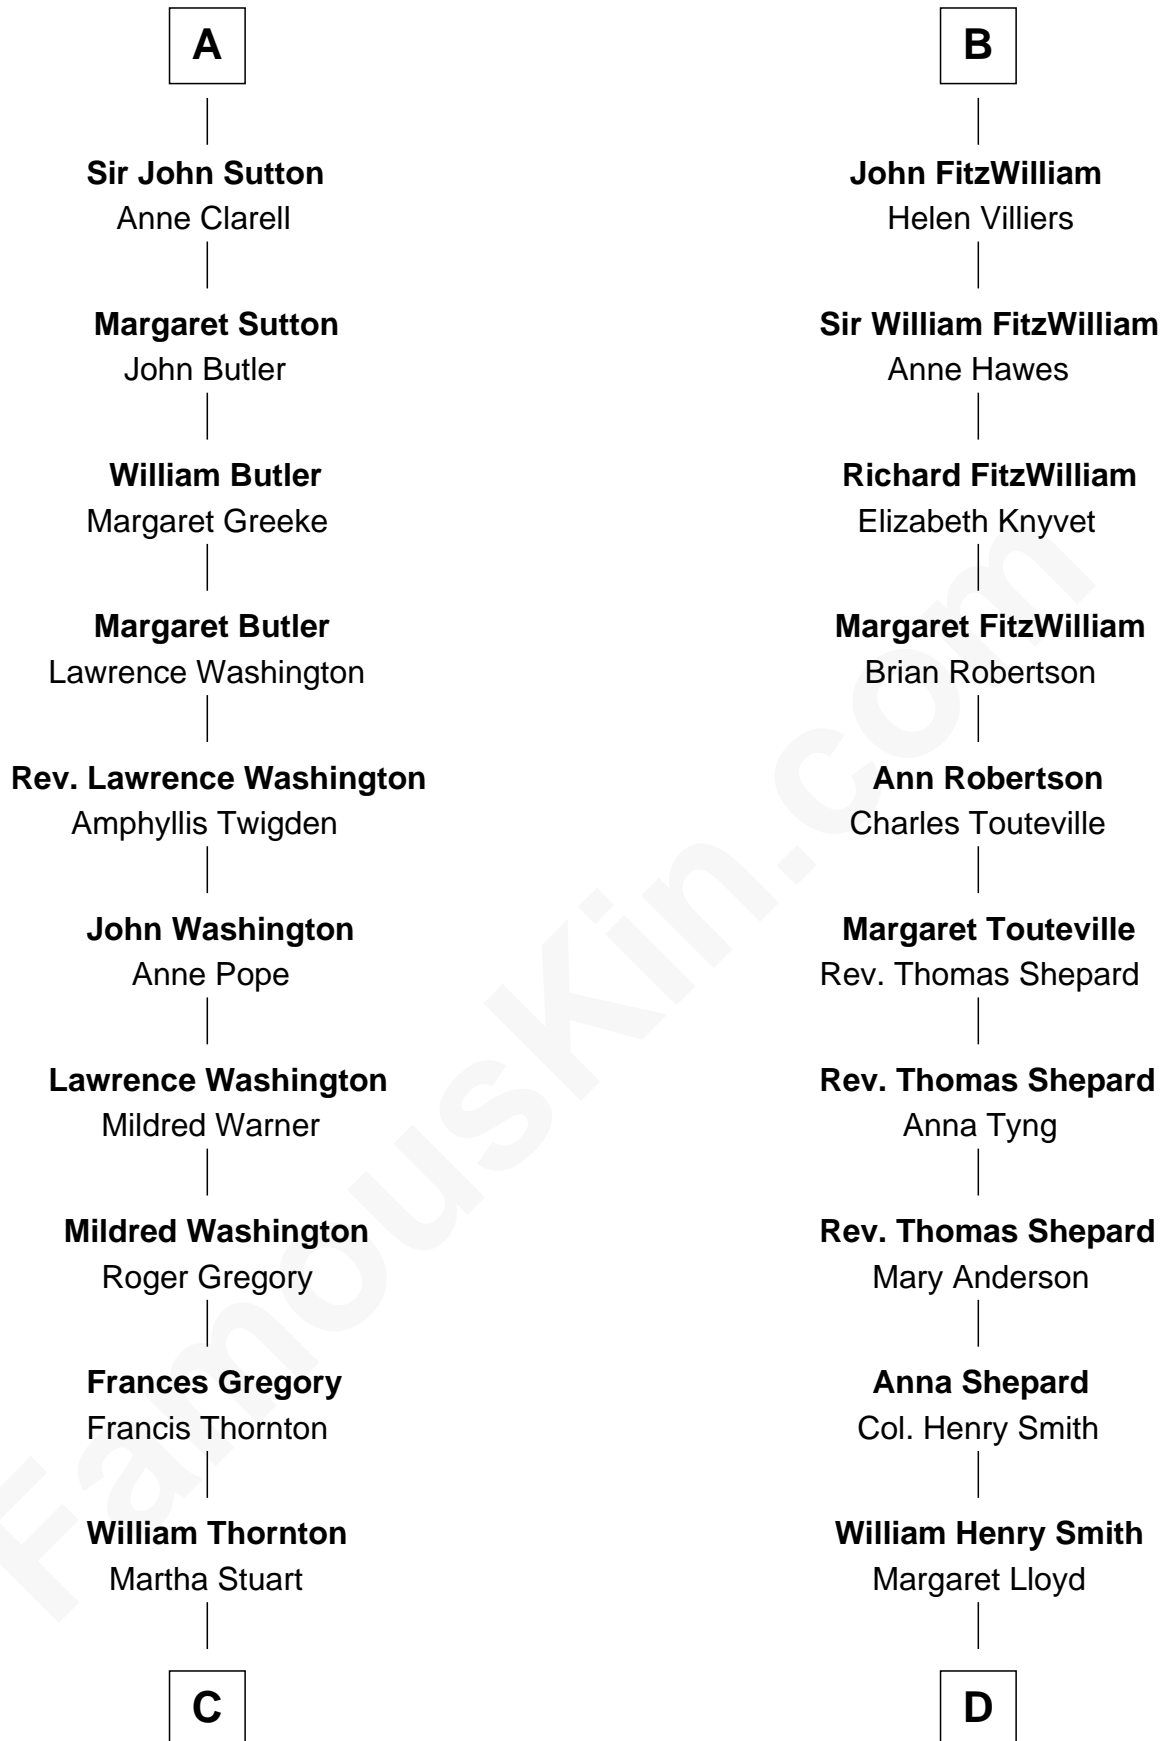 A
Sir John Sutton
Anne Clarell
Margaret Sutton
John Butler
William Butler
Margaret Greeke
Margaret Butler
Lawrence Washington
Rev. Lawrence Washington
Amphyllis Twigden
John Washington
Anne Pope
Lawrence Washington
Mildred Warner
Mildred Washington
Roger Gregory
Frances Gregory
Francis Thornton
William Thornton
Martha Stuart
C
B
John FitzWilliam
Helen Villiers
Sir William FitzWilliam
Anne Hawes
Richard FitzWilliam
Elizabeth Knyvet
Margaret FitzWilliam
Brian Robertson
Ann Robertson
Charles Touteville
Margaret Touteville
Rev. Thomas Shepard
Rev. Thomas Shepard
Anna Tyng
Rev. Thomas Shepard
Mary Anderson
Anna Shepard
Col. Henry Smith
William Henry Smith
Margaret Lloyd
D
FamousKin.com